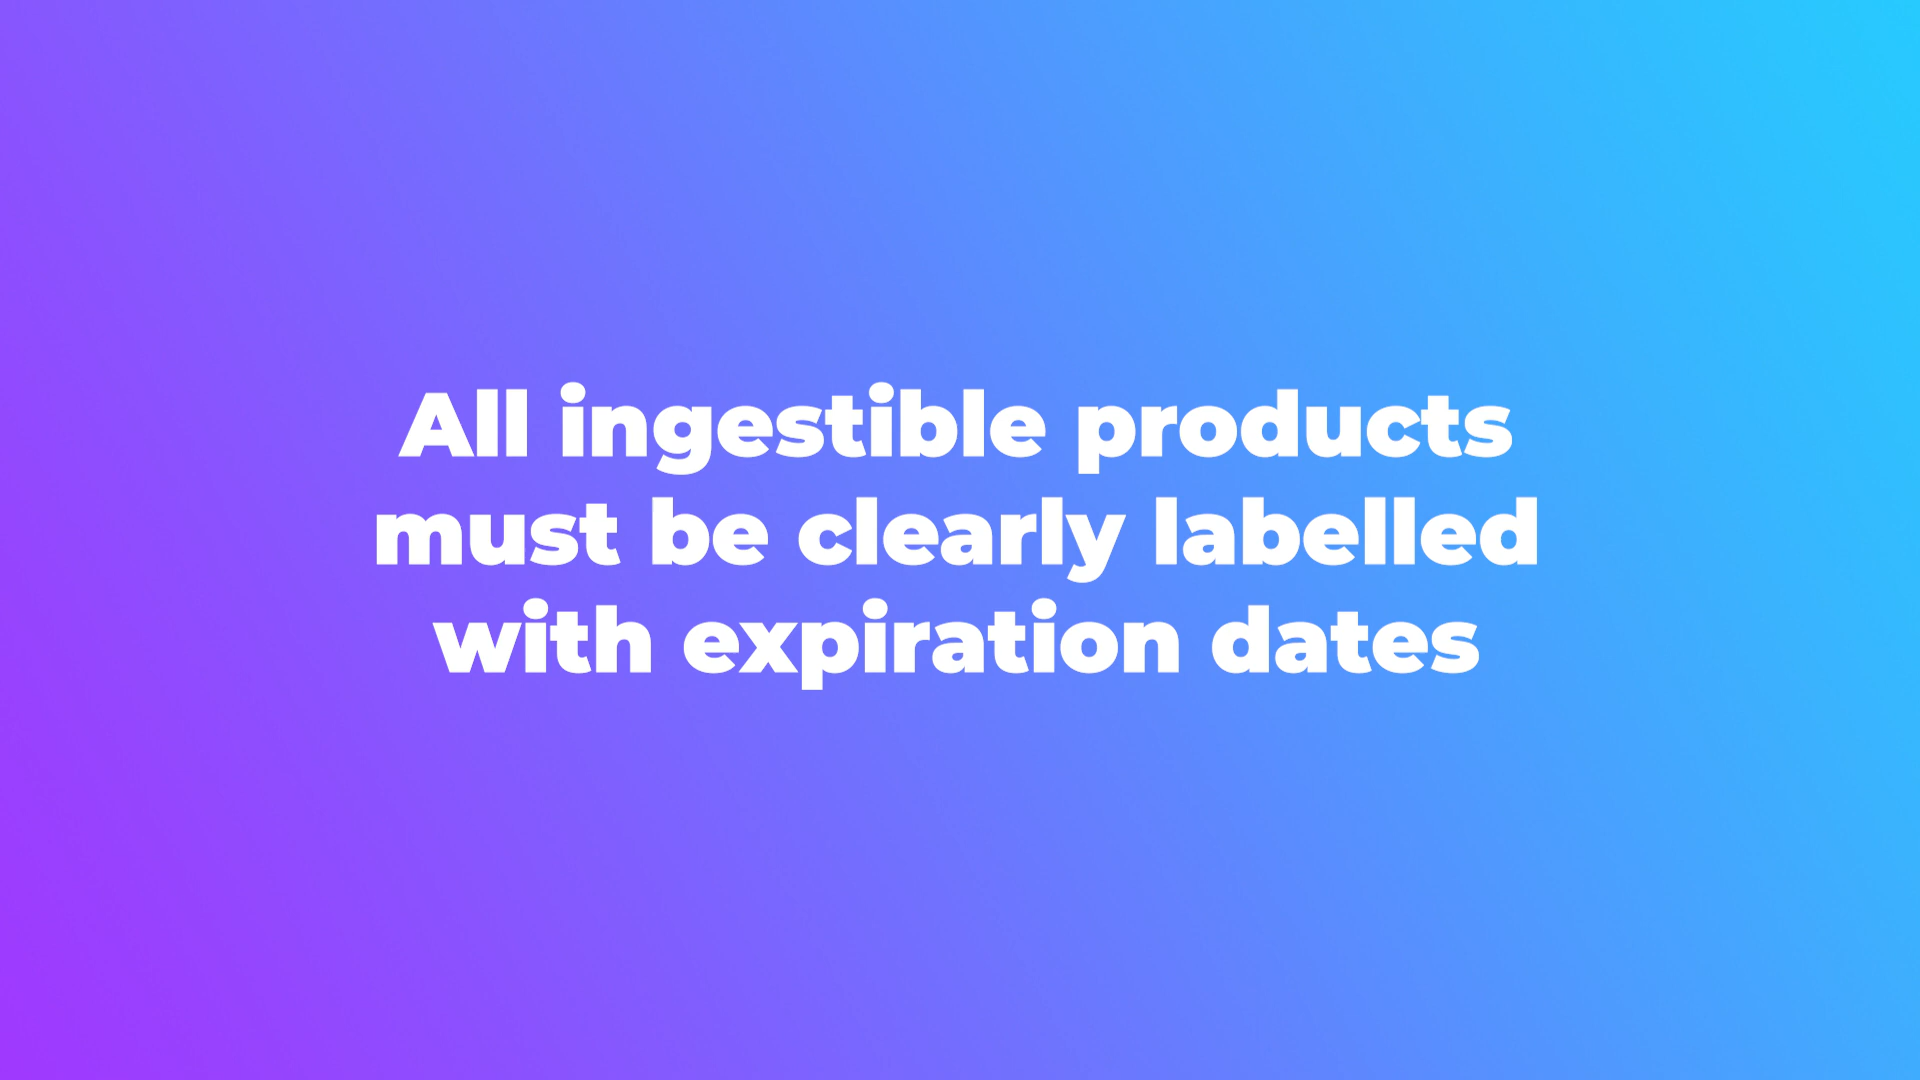 All ingestible products
must be clearly labelled
with expiration dates